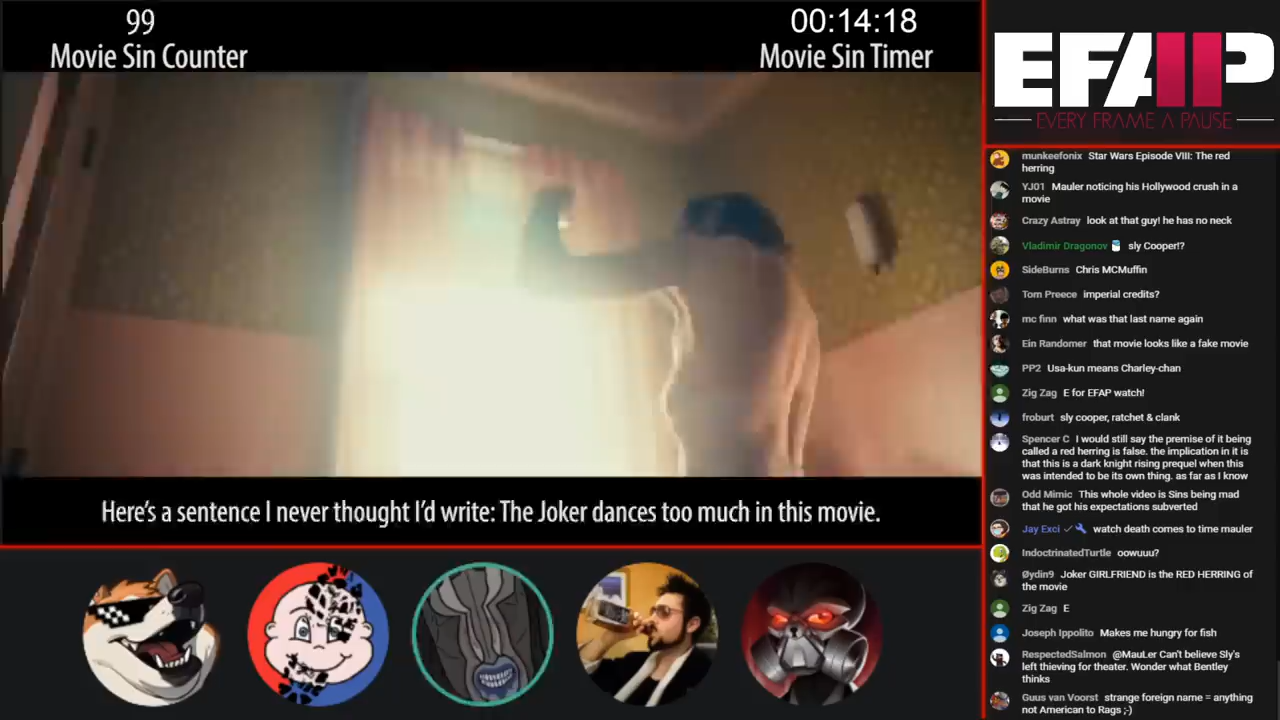 99
Movie Sin Counter
00:14:18
Movie Sin Timer
Here's a sentence I never thought I'd write: The Joker dances too much in this movie.
EFAP
EVERY FRAME A PAUSE
munkeefonix Star Wars Episode VIII: The red
herring
YJ01 Mauler noticing his Hollywood crush in a
movie
Crazy Astray look at that guy! he has no neck
Vladimir Dragonov sly Cooper!?
SideBurns Chris MCMuffin
Tom Preece imperial credits?
mc finn what was that last name again
Ein Randomer that movie looks like a fake movie
PP2 Usa-kun means Charley-chan
Zig Zag E for EFAP watch!
froburt sly cooper, ratchet & clank
Spencer C I would still say the premise of it being
called a red herring is false. the implication in it is
that this is a dark knight rising prequel when this
was intended to be its own thing. as far as I know
Odd Mimic This whole video is Sins being mad
that he got his expectations subverted
Jay Exci watch death comes to time mauler
IndoctrinatedTurtle oowuuu?
Øydin9 Joker GIRLFRIEND is the RED HERRING of
the movie
Zig Zag E
Joseph Ippolito Makes me hungry for fish
RespectedSalmon @MauLer Can't believe Sly's
left thieving for theater. Wonder what Bentley
thinks
Guus van Voorst strange foreign name = anything
not American to Rags ;-)